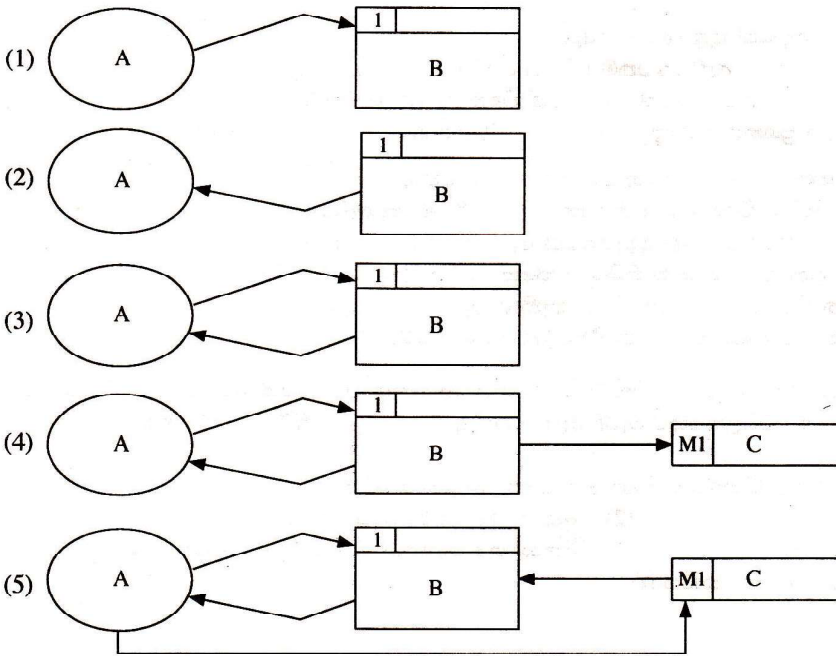 1
(1) A B
1
(2) A B
1
(3) A B
1
(4) A B M1 C
1
(5) A B M1 C